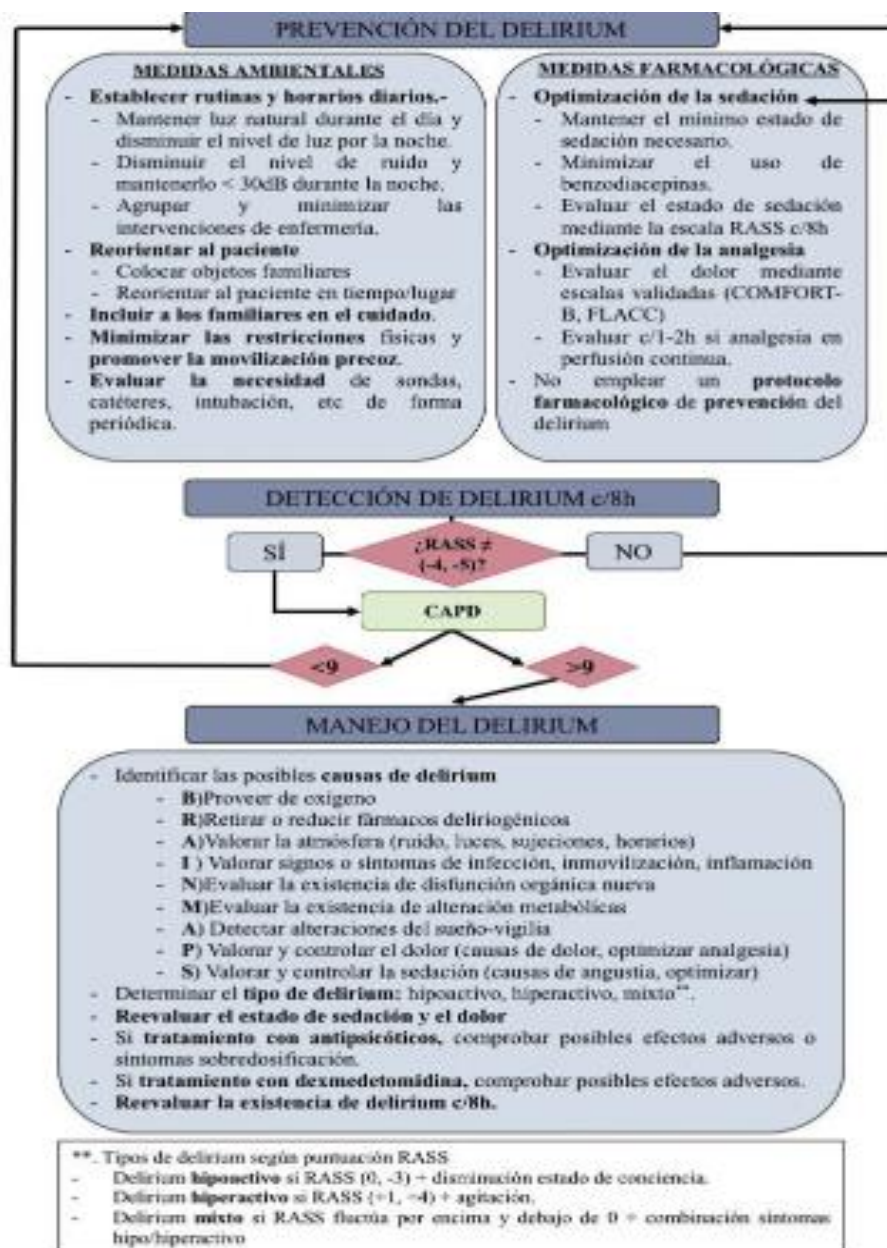 PREVENCIÓN DEL DELIRIUM
MEDIDAS AMBIENTALES
- Establecer rutinas y horarios diarios.-
- Mantener luz natural durante el día y
disminuir el nivel de luz por la noche.
- Disminuir el nivel de ruido y
mantenerlo < 30dB durante la noche.
- Agrupar y minimizar las
intervenciones de enfermería.
- Reorientar al paciente
- Colocar objetos familiares
- Reorientar al paciente en tiempo/lugar
- Incluir a los familiares en el cuidado.
- Minimizar las restricciones físicas y
promover la movilización precoz.
- Evaluar la necesidad de sondas,
catéteres, intubación, etc de forma
periódica.
MEDIDAS FARMACOLÓGICAS
- Optimización de la sedación
- Mantener el mínimo estado de
sedación necesario.
- Minimizar el uso de
benzodiacepinas.
- Evaluar el estado de sedación
mediante la escala RASS c/8h
- Optimización de la analgesia
- Evaluar el dolor mediante
escalas validadas (COMFORT-
B, FLACC)
- Evaluar c/1-2h si analgesia en
perfusión continua.
- No emplear un protocolo
farmacológico de prevención del
delirium
DETECCIÓN DE DELIRIUM c/8h
SÍ
¿RASS ≠
(-4, -5)?
NO
CAPD
<9
>9
MANEJO DEL DELIRIUM
- Identificar las posibles causas de delirium
- B)Proveer de oxígeno
- R)Retirar o reducir fármacos deliriogénicos
- A)Valorar la atmósfera (ruido, luces, sujeciones, horarios)
- I ) Valorar signos o síntomas de infección, inmovilización, inflamación
- N)Evaluar la existencia de disfunción orgánica nueva
- M)Evaluar la existencia de alteración metabólicas
- A) Detectar alteraciones del sueño-vigilia
- P) Valorar y controlar el dolor (causas de dolor, optimizar analgesia)
- S) Valorar y controlar la sedación (causas de angustia, optimizar)
- Determinar el tipo de delirium: hipoactivo, hiperactivo, mixto**.
- Reevaluar el estado de sedación y el dolor
- Si tratamiento con antipsicóticos, comprobar posibles efectos adversos o
síntomas sobredosificación.
- Si tratamiento con dexmedetomidina, comprobar posibles efectos adversos.
- Reevaluar la existencia de delirium c/8h.
**. Tipos de delirium según puntuación RASS
- Delirium hipoactivo si RASS (0, -3) + disminución estado de conciencia.
- Delirium hiperactivo si RASS (+1, +4) + agitación.
- Delirium mixto si RASS fluctúa por encima y debajo de 0 + combinación síntomas
hipo/hiperactivo